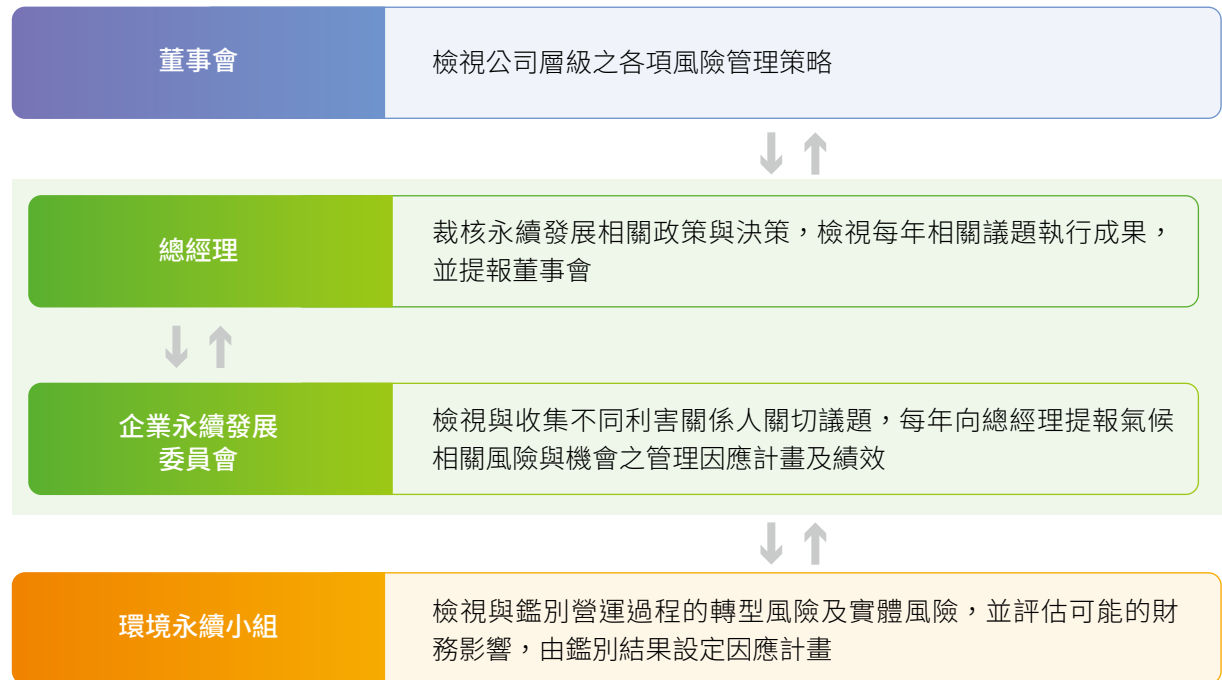 董事會
檢視公司層級之各項風險管理策略
總經理
裁核永續發展相關政策與決策，檢視每年相關議題執行成果，
並提報董事會
企業永續發展
委員會
檢視與收集不同利害關係人關切議題，每年向總經理提報氣候
相關風險與機會之管理因應計畫及績效
環境永續小組
檢視與鑑別營運過程的轉型風險及實體風險，並評估可能的財
務影響，由鑑別結果設定因應計畫